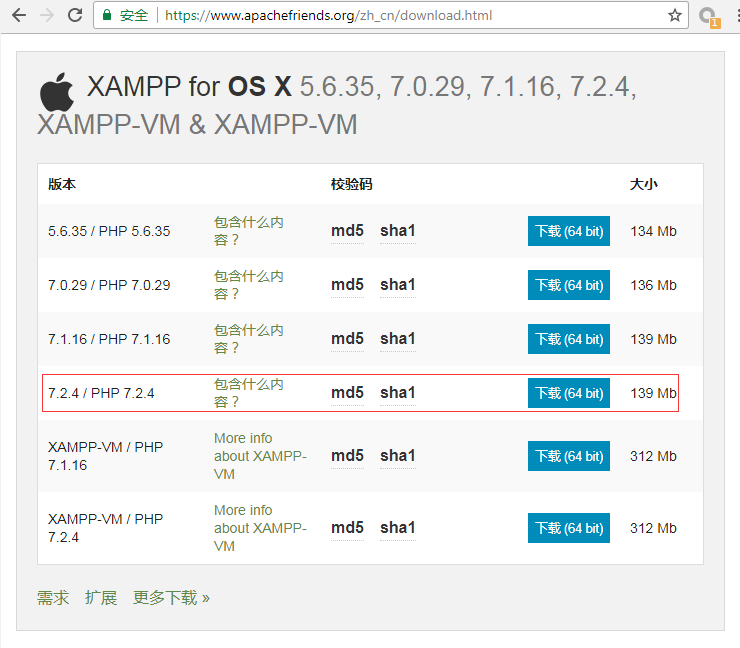 安全 https://www.apachefriends.org/zh_cn/download.html
1
XAMPP for OS X 5.6.35, 7.0.29, 7.1.16, 7.2.4,
XAMPP-VM & XAMPP-VM
版本 校验码 大小
5.6.35 / PHP 5.6.35 包含什么内 md5 sha1 下载 (64 bit) 134 Mb
容？
7.0.29 / PHP 7.0.29 包含什么内 md5 sha1 下载 (64 bit) 136 Mb
容？
7.1.16 / PHP 7.1.16 包含什么内 md5 sha1 下载 (64 bit) 139 Mb
容？
7.2.4 / PHP 7.2.4 包含什么内 md5 sha1 下载 (64 bit) 139 Mb
容？
XAMPP-VM / PHP More info md5 sha1 下载 (64 bit) 312 Mb
7.1.16 about XAMPP-
VM
XAMPP-VM / PHP More info md5 sha1 下载 (64 bit) 312 Mb
7.2.4 about XAMPP-
VM
需求 扩展 更多下载 »